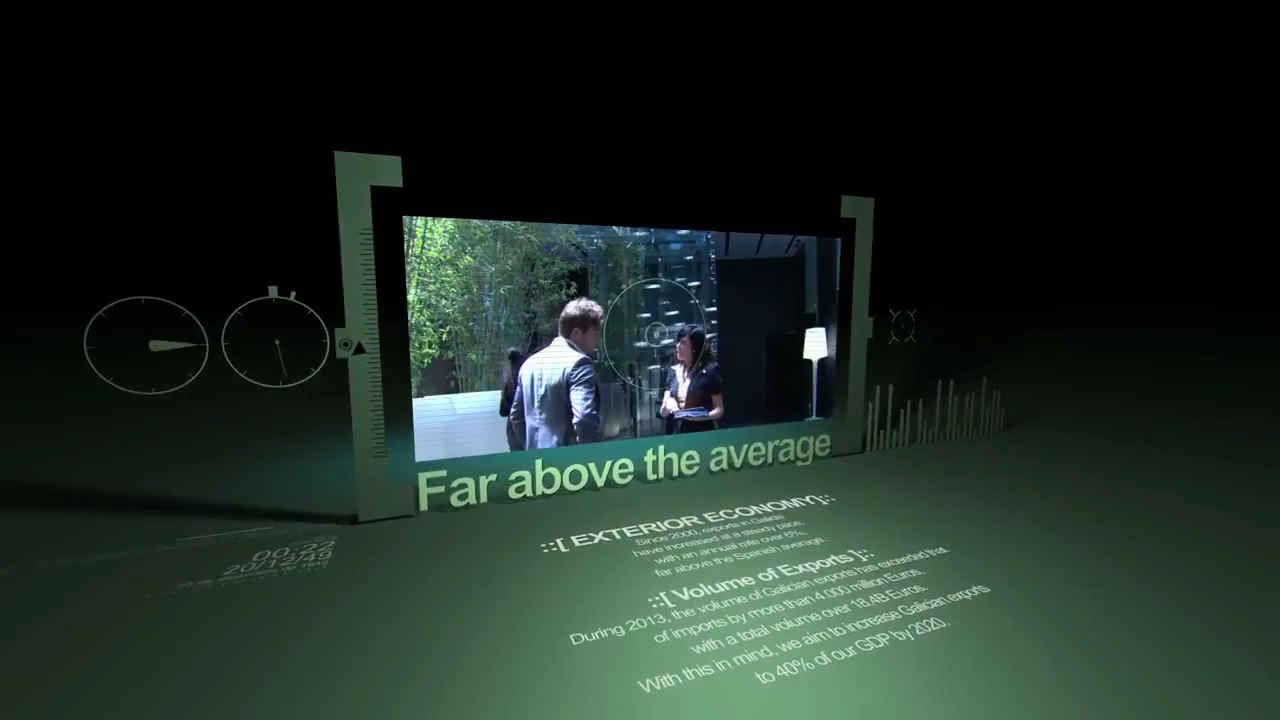 Far above the average
::[ EXTERIOR ECONOMY]::
Since 2000, exports in Galicia
have increased at a steady pace,
with an annual rate over 6%,
far above the Spanish average.
::[ Volume of Exports ]::
During 2013, the volume of Galician exports has exceeded that
of imports by more than 4,000 million Euros,
with a total volume over 18.4B Euros.
With this in mind, we aim to increase Galician exports
to 40% of our GDP by 2020.
00:22
20/12/49